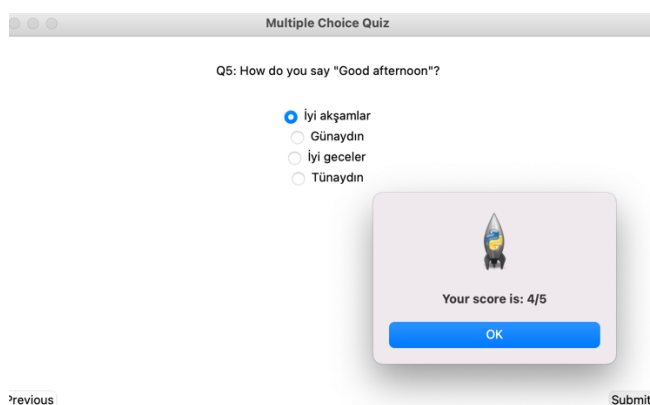 Multiple Choice Quiz
Q5: How do you say "Good afternoon"?
İyi akşamlar
Günaydın
İyi geceler
Tünaydın
Your score is: 4/5
OK
Previous
Submit